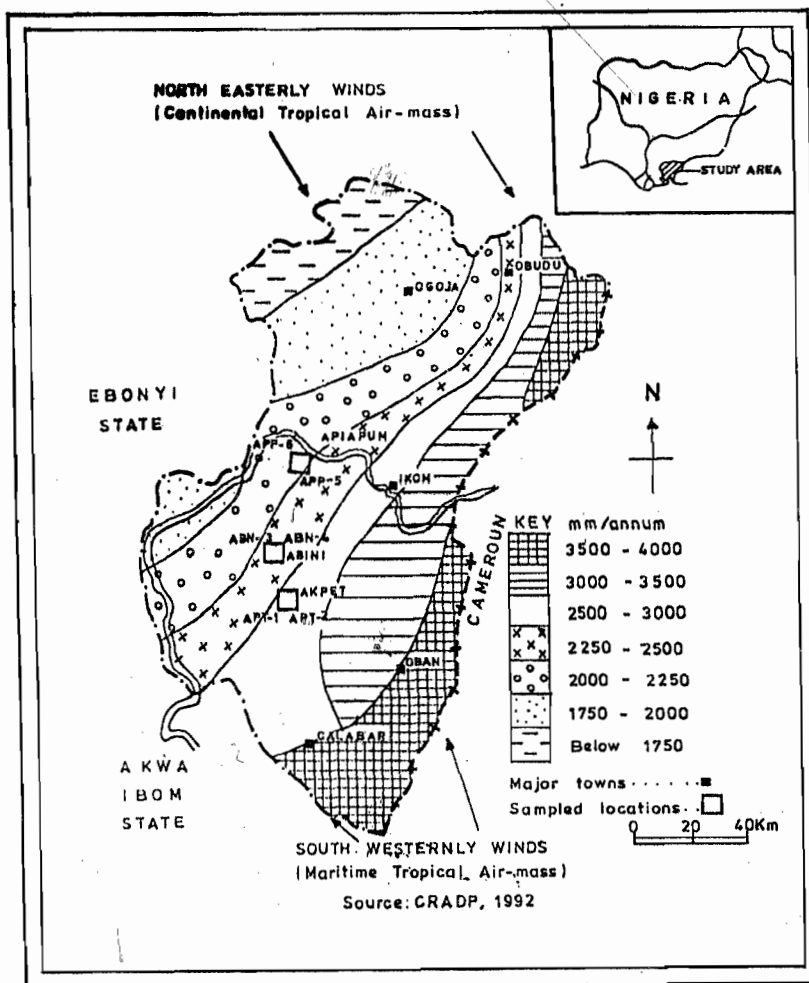 NORTH EASTERLY WINDS
(Continental Tropical Air-mass)
NIGERIA
STUDY AREA
OBUDU
OGOJA
EBONYI
STATE
N
APIAPUM
APP-6
APP-5
IKOM
ABN-3 ABN-4
ABINI
AKPET
APT-1 APT-2
CAMEROUN
OBAN
CALABAR
AKWA
IBOM
STATE
KEY mm/annum
3500 - 4000
3000 - 3500
2500 - 3000
2250 - 2500
2000 - 2250
1750 - 2000
Below 1750
Major towns
Sampled locations
0 20 40Km
SOUTH WESTERNLY WINDS
(Maritime Tropical Air-mass)
Source: CRADP, 1992